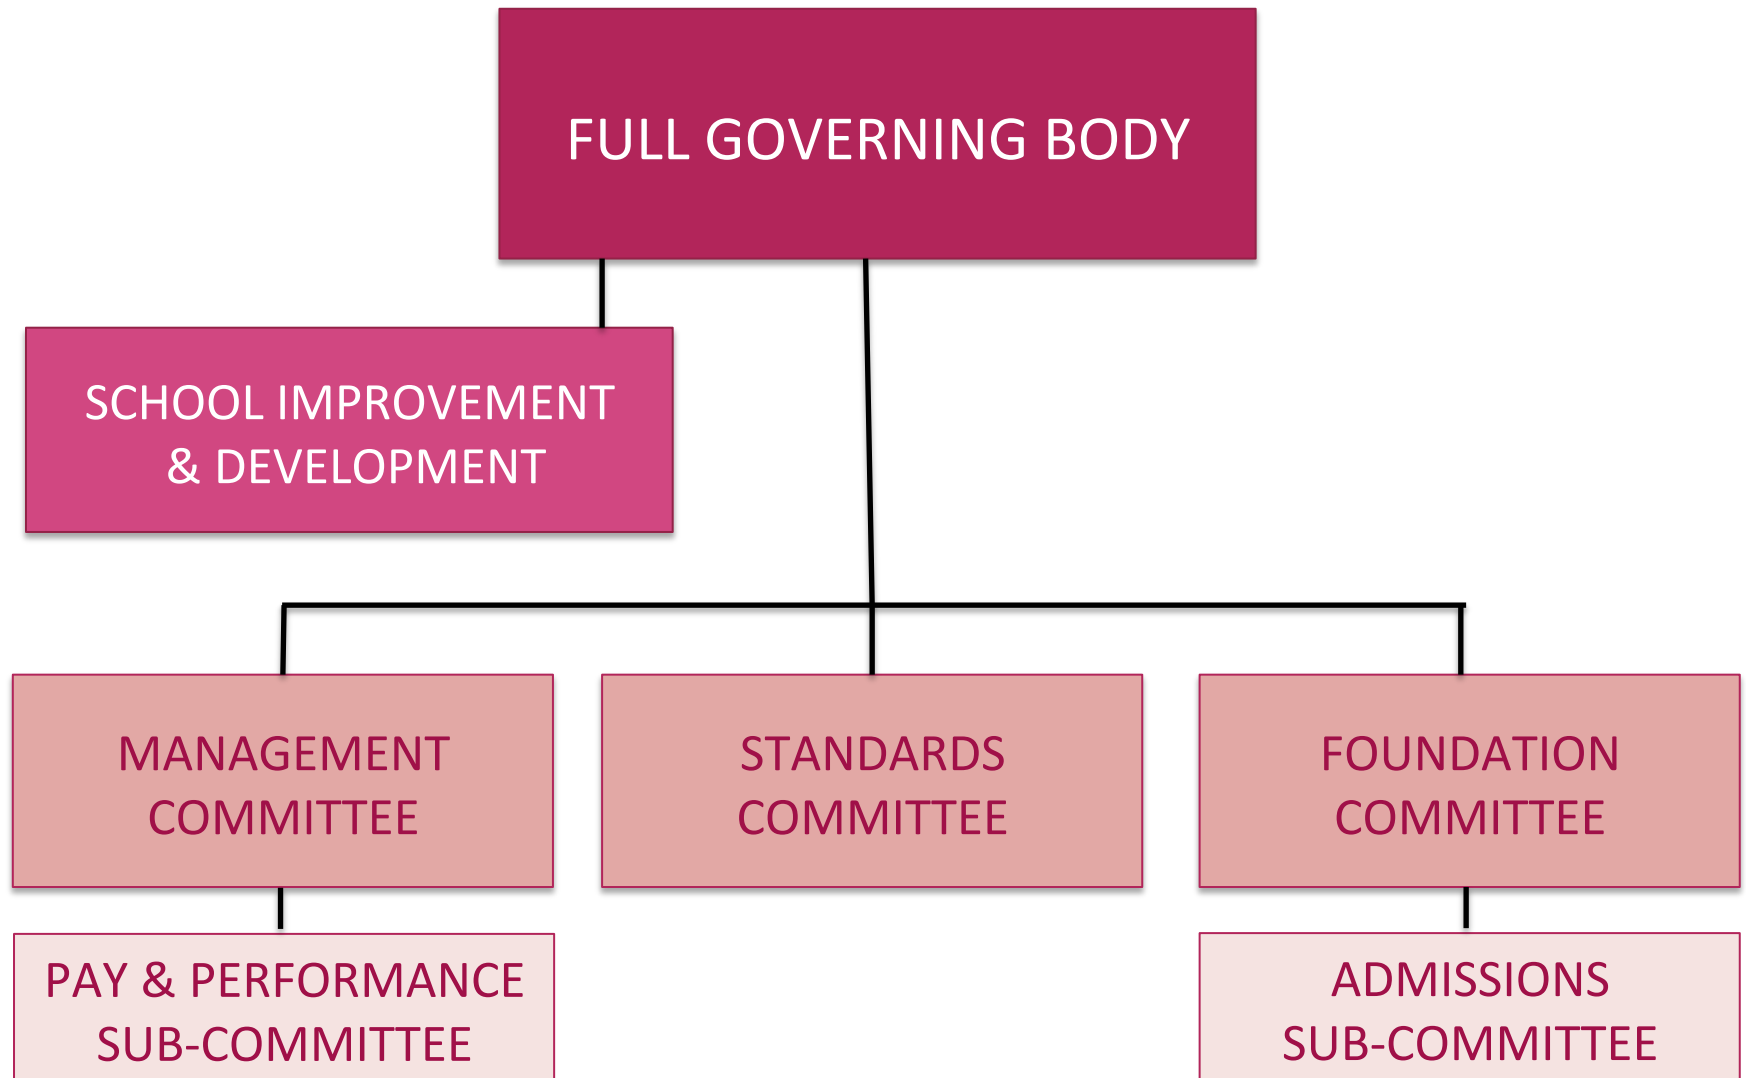 FULL GOVERNING BODY
SCHOOL IMPROVEMENT
& DEVELOPMENT
MANAGEMENT
COMMITTEE
STANDARDS
COMMITTEE
FOUNDATION
COMMITTEE
PAY & PERFORMANCE
SUB-COMMITTEE
ADMISSIONS
SUB-COMMITTEE